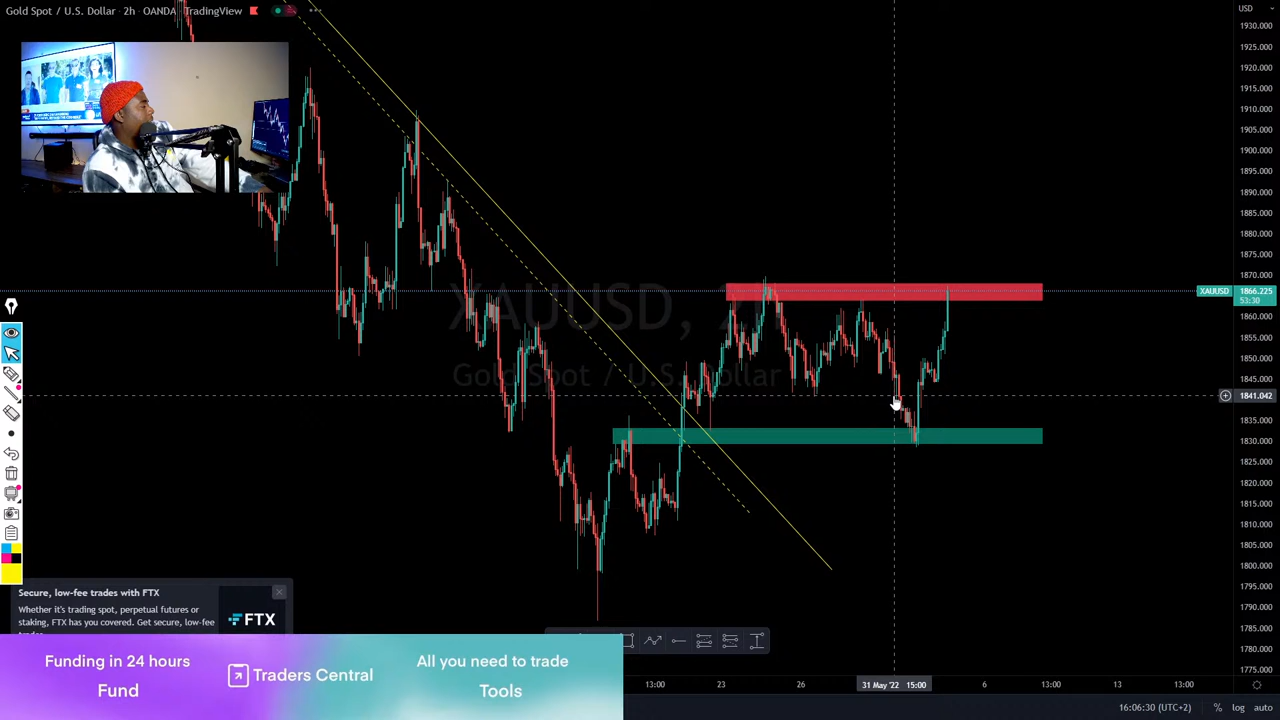 Gold Spot / U.S. Dollar · 2h · OANDA · TradingView
USD
1930.000
1925.000
1920.000
1915.000
1910.000
1905.000
1900.000
1895.000
1890.000
1885.000
1880.000
1875.000
1870.000
XAUUSD 1866.225
53:30
1860.000
1855.000
1850.000
1845.000
1841.042
1835.000
1830.000
1825.000
1820.000
1815.000
1810.000
1805.000
1800.000
1795.000
1790.000
1785.000
1780.000
1775.000
1770.000
XAUUSD, 2h
Gold Spot / U.S. Dollar
Secure, low-fee trades with FTX
Whether it's trading spot, perpetual futures or
staking, FTX has you covered. Get secure, low-fee
FTX
Funding in 24 hours
Fund
Traders Central
All you need to trade
Tools
13:00
23
26
31 May '22 15:00
6
13:00
13
13:00
16:06:30 (UTC+2)
%
log
auto